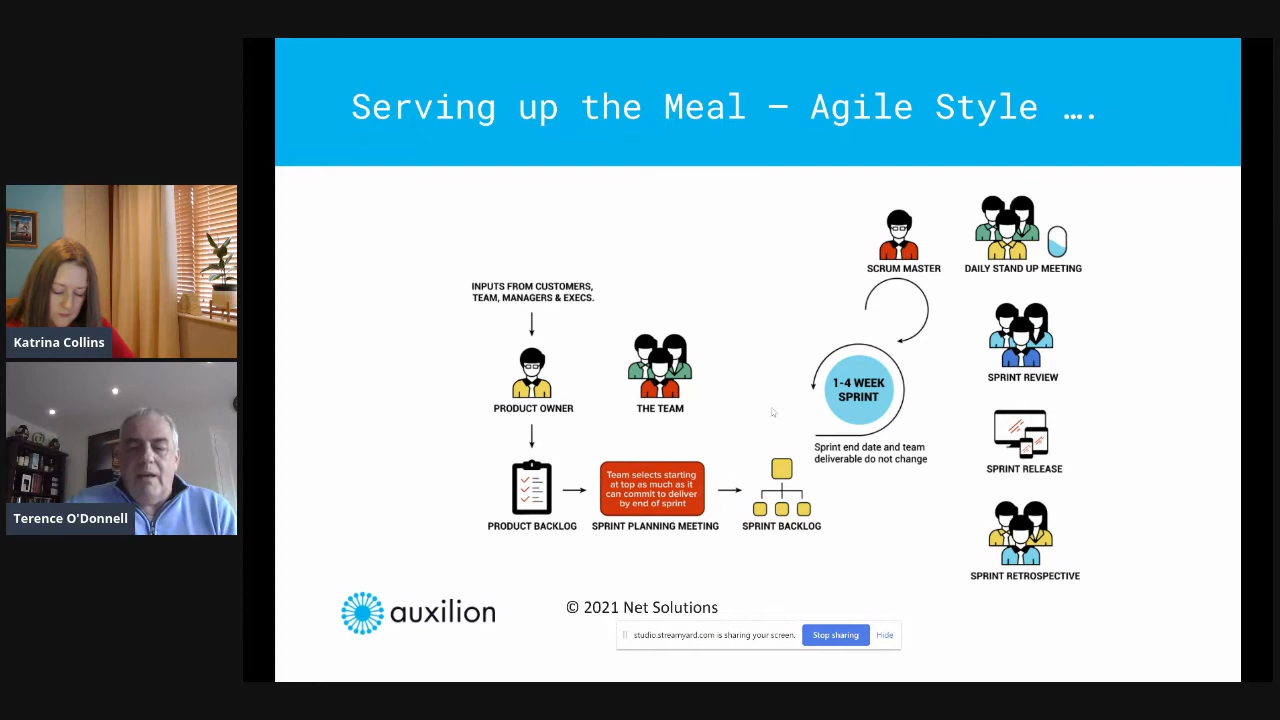 Serving up the Meal – Agile Style ….
Katrina Collins
Terence O'Donnell
INPUTS FROM CUSTOMERS,
TEAM, MANAGERS & EXECS.
PRODUCT OWNER
THE TEAM
PRODUCT BACKLOG
Team selects starting
at top as much as it
can commit to deliver
by end of sprint
SPRINT PLANNING MEETING
SPRINT BACKLOG
SCRUM MASTER
DAILY STAND UP MEETING
1-4 WEEK
SPRINT
Sprint end date and team
deliverable do not change
SPRINT REVIEW
SPRINT RELEASE
SPRINT RETROSPECTIVE
auxilion
© 2021 Net Solutions
studio.streamyard.com is sharing your screen.
Stop sharing
Hide